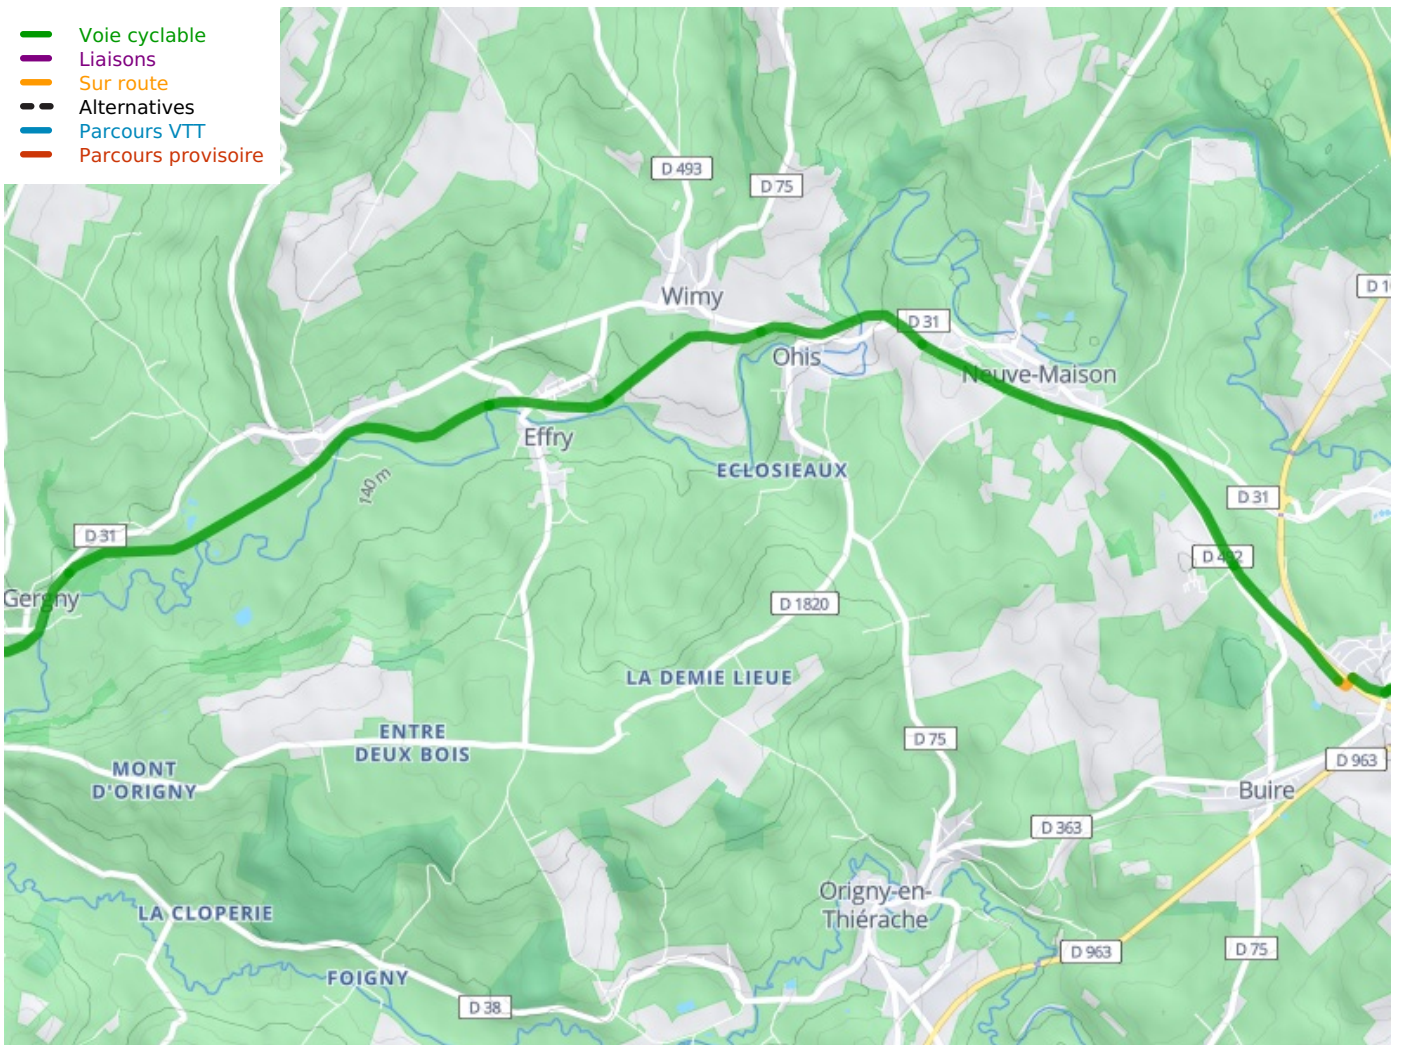 Voie cyclable
Liaisons
Sur route
Alternatives
Parcours VTT
Parcours provisoire
D 493
D 75
Wimy
D 31
Ohis
Neuve-Maison
Effry
ECLOSIEAUX
140 m
D 31
D 31
Gergny
D 1820
LA DEMIE LIEUE
ENTRE
DEUX BOIS
MONT
D'ORIGNY
D 75
D 963
Buire
D 363
Origny-en-
Thiérache
LA CLOPERIE
FOIGNY
D 963
D 75
D 38